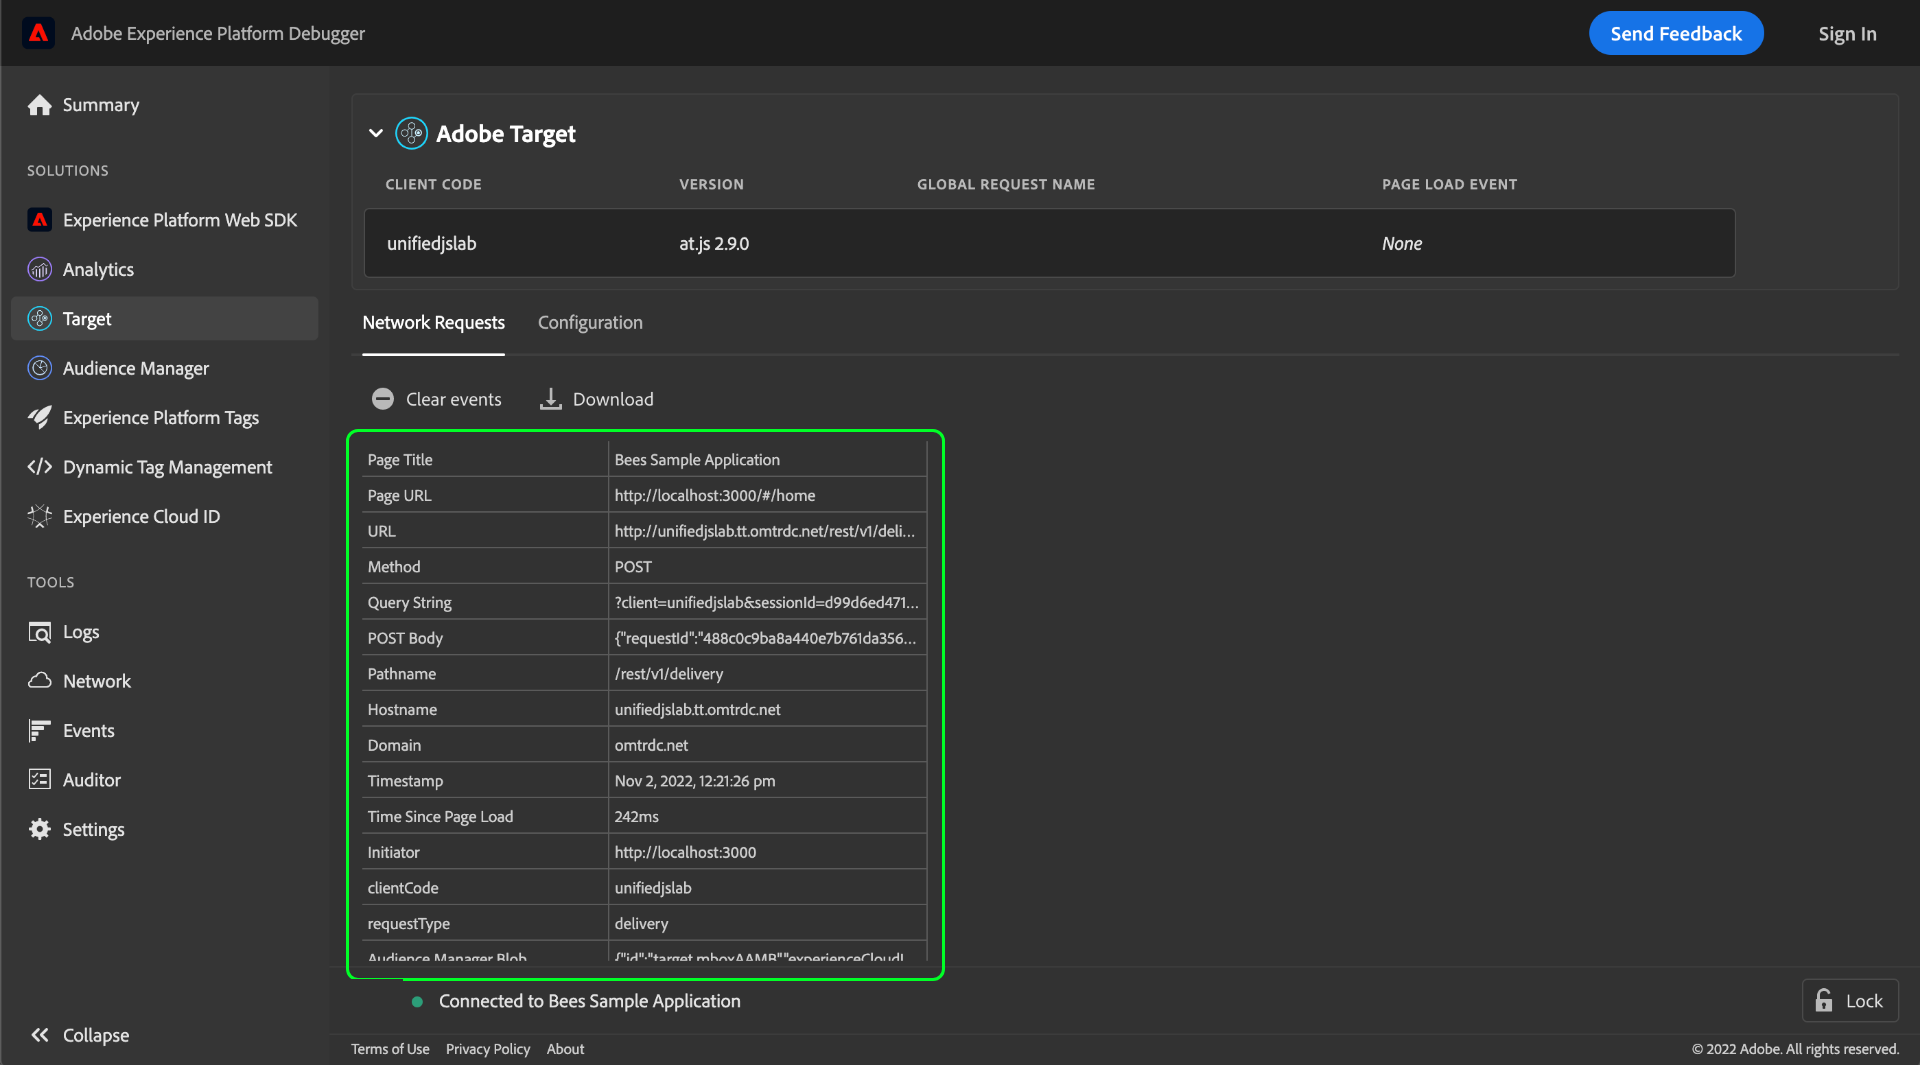 Adobe Experience Platform Debugger
Send Feedback
Sign In
Summary
SOLUTIONS
Experience Platform Web SDK
Analytics
Target
Audience Manager
Experience Platform Tags
Dynamic Tag Management
Experience Cloud ID
TOOLS
Logs
Network
Events
Auditor
Settings
Collapse
Adobe Target
CLIENT CODE VERSION GLOBAL REQUEST NAME PAGE LOAD EVENT
unifiedjslab at.js 2.9.0 None
Network Requests Configuration
Clear events Download
Page Title Bees Sample Application
Page URL http://localhost:3000/#/home
URL http://unifiedjslab.tt.omtrdc.net/rest/v1/deli...
Method POST
Query String ?client=unifiedjslab&sessionId=d99d6ed471...
POST Body {"requestId":"488c0c9ba8a440e7b761da356...
Pathname /rest/v1/delivery
Hostname unifiedjslab.tt.omtrdc.net
Domain omtrdc.net
Timestamp Nov 2, 2022, 12:21:26 pm
Time Since Page Load 242ms
Initiator http://localhost:3000
clientCode unifiedjslab
requestType delivery
Audience Manager Blob {"id":"target.mboxAAMB""experienceCloudI
Connected to Bees Sample Application
Lock
Terms of Use Privacy Policy About
© 2022 Adobe. All rights reserved.